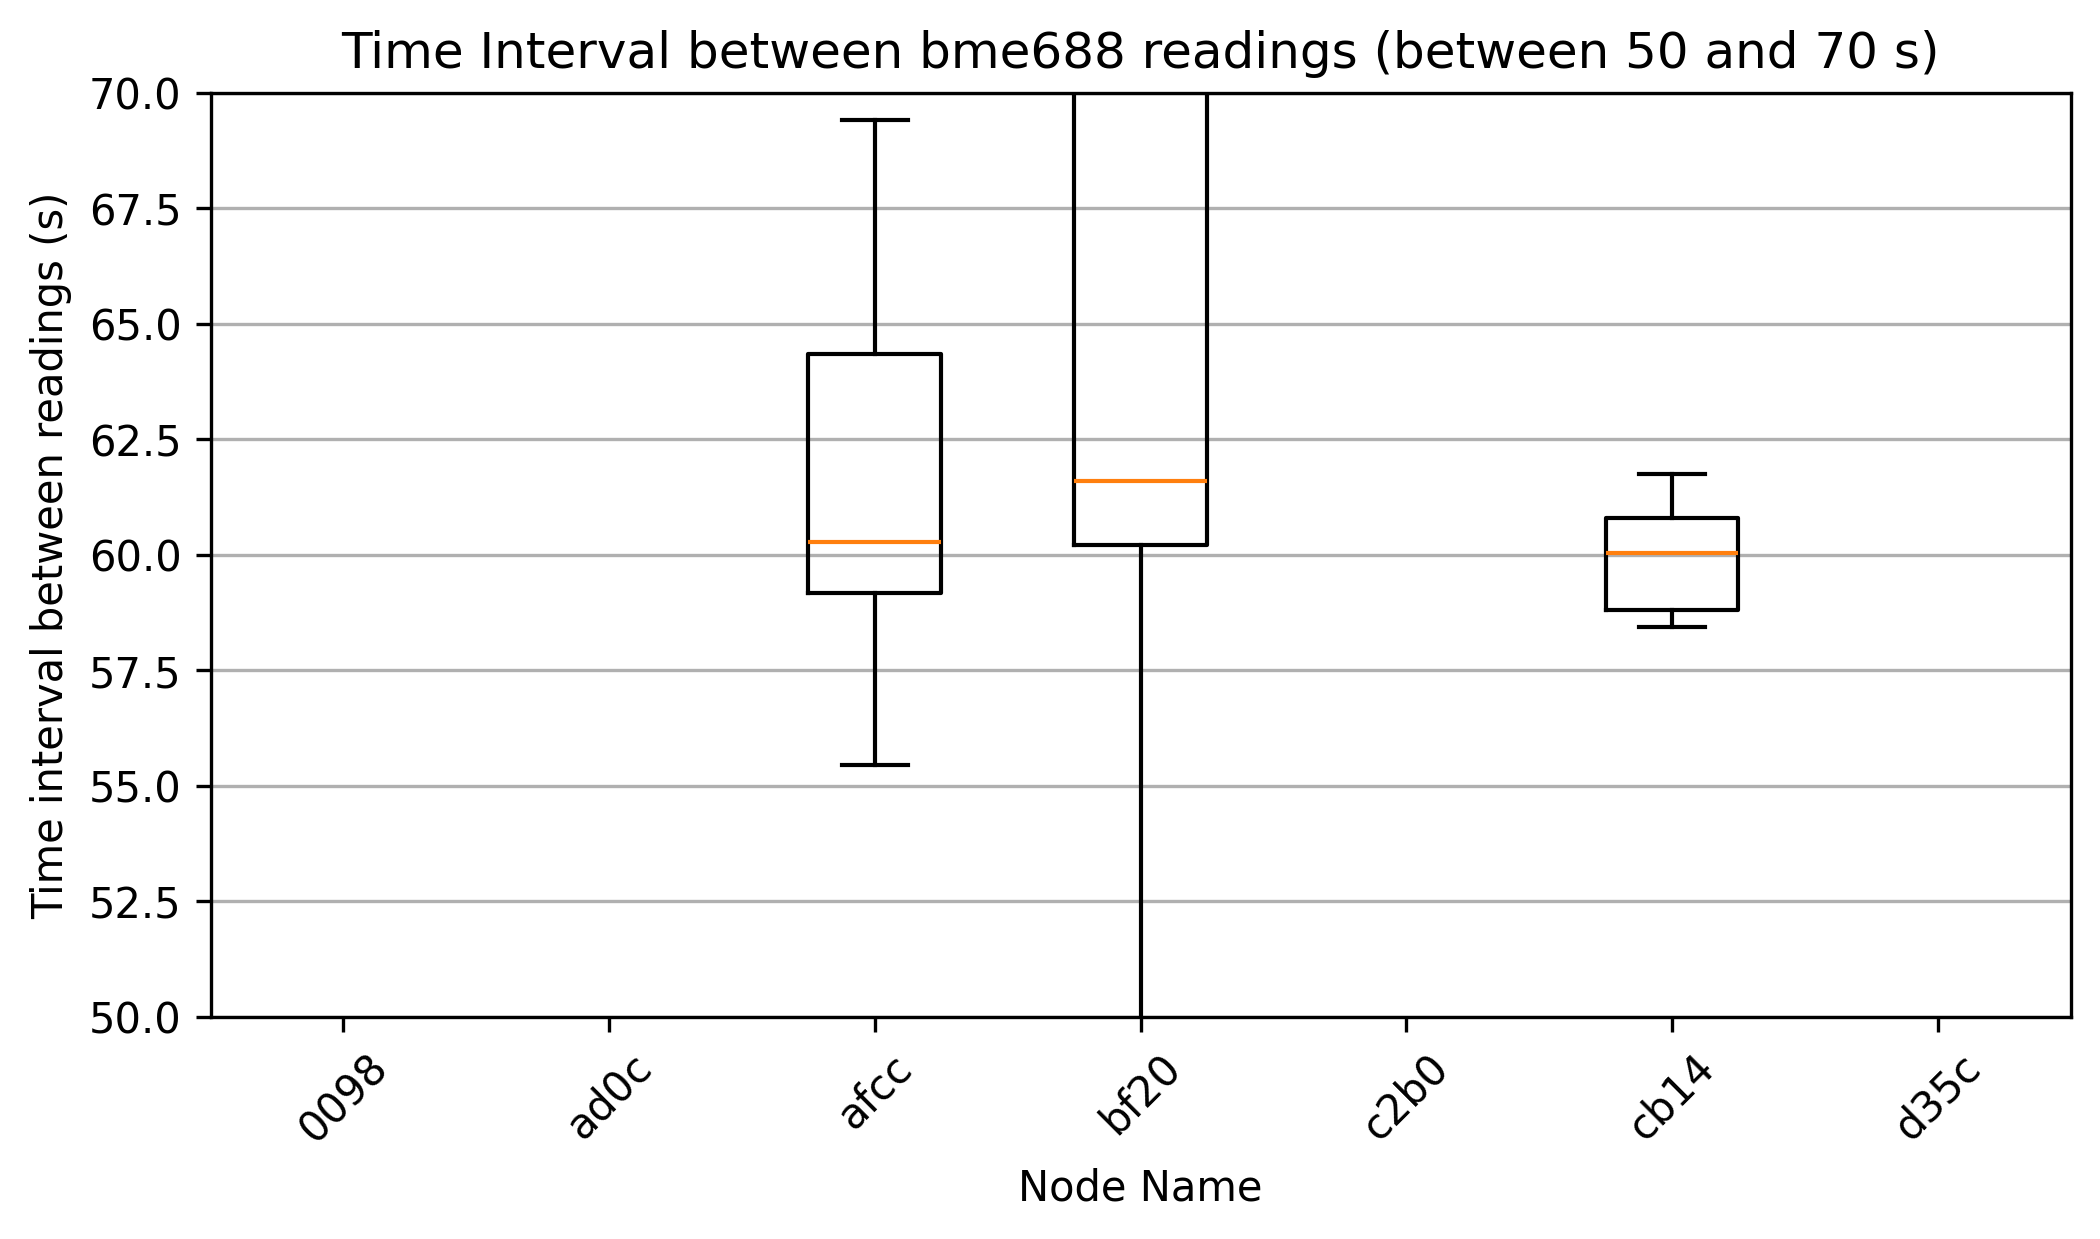 Time Interval between bme688 readings (between 50 and 70 s)
Time interval between readings (s)
70.0
67.5
65.0
62.5
60.0
57.5
55.0
52.5
50.0
0098 ad0c afcc bf20 c2b0 cb14 d35c
Node Name